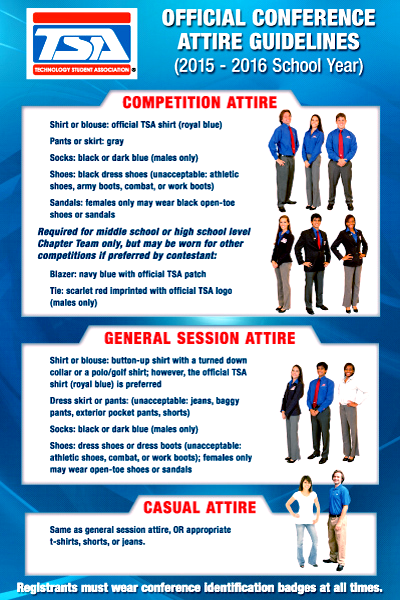 TSA
TECHNOLOGY STUDENT ASSOCIATION ®
OFFICIAL CONFERENCE
ATTIRE GUIDELINES
(2015 - 2016 School Year)
COMPETITION ATTIRE
Shirt or blouse: official TSA shirt (royal blue)
Pants or skirt: gray
Socks: black or dark blue (males only)
Shoes: black dress shoes (unacceptable: athletic
shoes, army boots, combat, or work boots)
Sandals: females only may wear black open-toe
shoes or sandals
Required for middle school or high school level
Chapter Team only, but may be worn for other
competitions if preferred by contestant:
Blazer: navy blue with official TSA patch
Tie: scarlet red imprinted with official TSA logo
(males only)
GENERAL SESSION ATTIRE
Shirt or blouse: button-up shirt with a turned down
collar or a polo/golf shirt; however, the official TSA
shirt (royal blue) is preferred
Dress skirt or pants: (unacceptable: jeans, baggy
pants, exterior pocket pants, shorts)
Socks: black or dark blue (males only)
Shoes: dress shoes or dress boots (unacceptable:
athletic shoes, combat, or work boots); females only
may wear open-toe shoes or sandals
CASUAL ATTIRE
Same as general session attire, OR appropriate
t-shirts, shorts, or jeans.
Registrants must wear conference identification badges at all times.